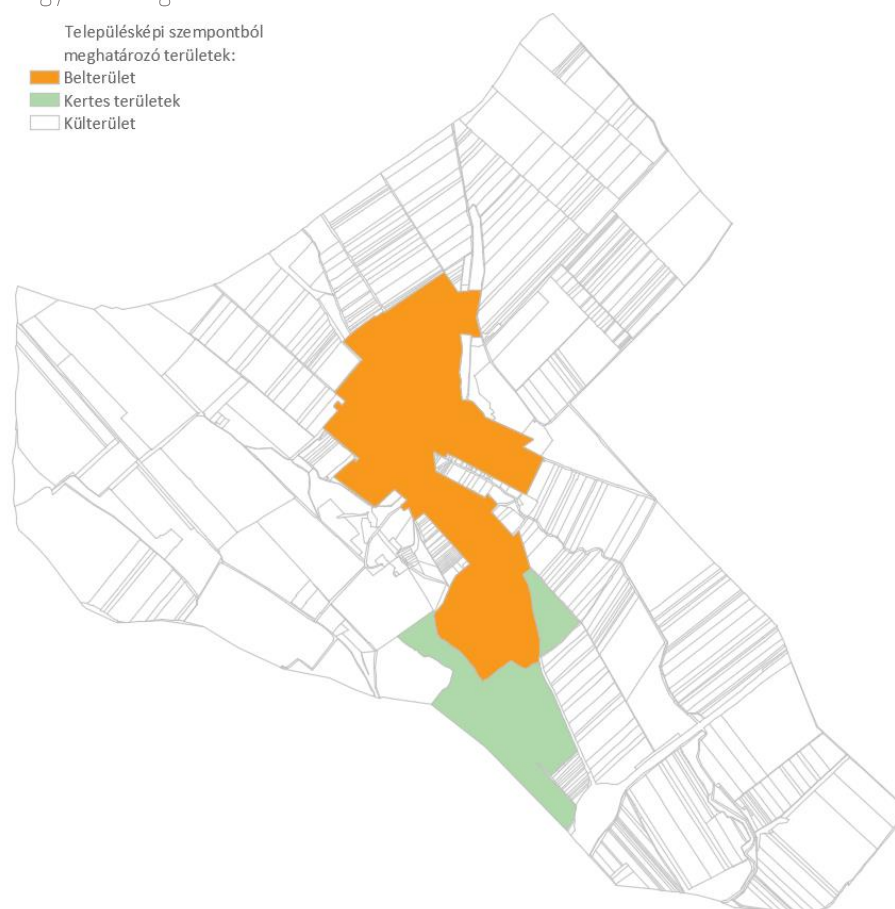 Településképi szempontból
meghatározó területek:
Belterület
Kertes területek
Külterület